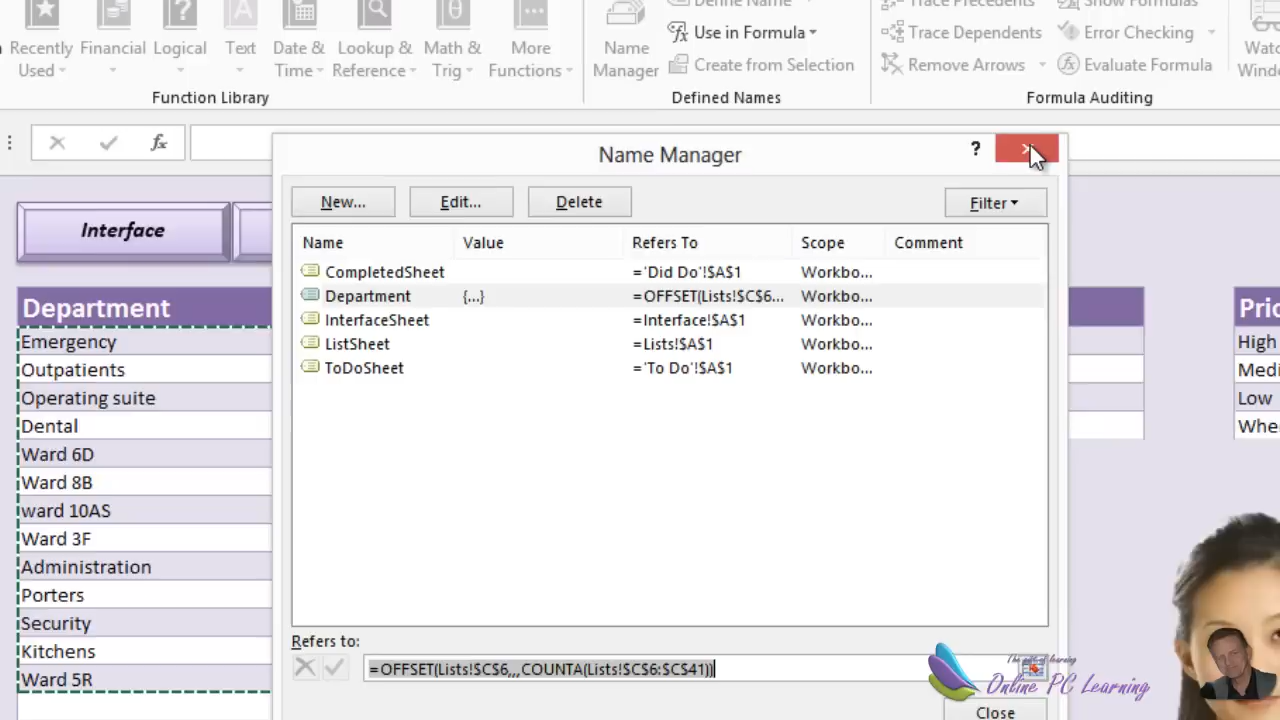 Define Name
Trace Precedents
Show Formulas
Recently
Used
Financial
Logical
Text
Date &
Time
Lookup &
Reference
Math &
Trig
More
Functions
Name
Manager
Use in Formula
Create from Selection
Trace Dependents
Remove Arrows
Error Checking
Evaluate Formula
Function Library
Defined Names
Formula Auditing
fx
Name Manager
?
New...
Edit...
Delete
Filter
Interface
Name Value Refers To Scope Comment
CompletedSheet ='Did Do'!$A$1 Workbo...
Department {...} =OFFSET(Lists!$C$6... Workbo...
InterfaceSheet =Interface!$A$1 Workbo...
ListSheet =Lists!$A$1 Workbo...
ToDoSheet ='To Do'!$A$1 Workbo...
Department
Emergency
Outpatients
Operating suite
Dental
Ward 6D
Ward 8B
ward 10AS
Ward 3F
Administration
Porters
Security
Kitchens
Ward 5R
High
Low
Refers to:
=OFFSET(Lists!$C$6,,,COUNTA(Lists!$C$6:$C$41))
The gift of learning
Online PC Learning
Close